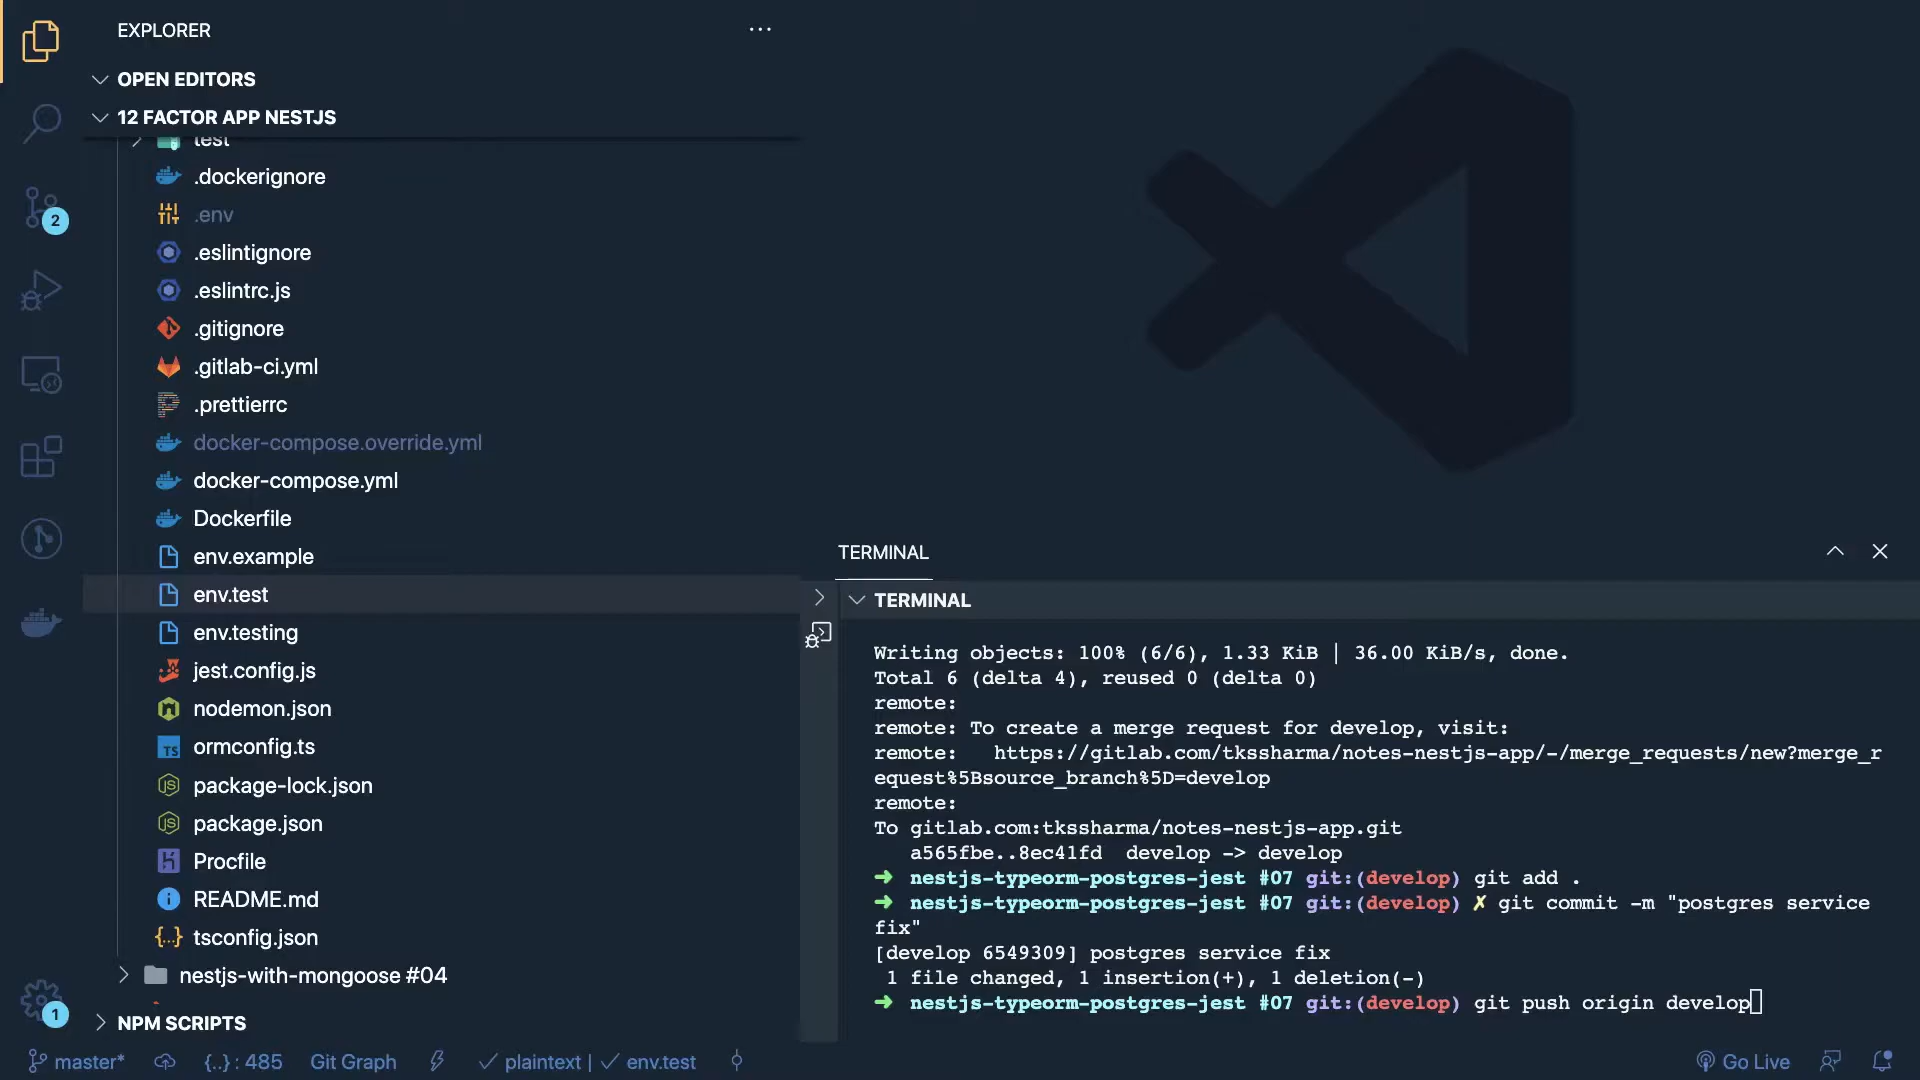 EXPLORER
OPEN EDITORS
12 FACTOR APP NESTJS
test
.dockerignore
.env
.eslintignore
.eslintrc.js
.gitignore
.gitlab-ci.yml
.prettierrc
docker-compose.override.yml
docker-compose.yml
Dockerfile
env.example
env.test
env.testing
jest.config.js
nodemon.json
TS ormconfig.ts
JS package-lock.json
JS package.json
Procfile
README.md
{...} tsconfig.json
nestjs-with-mongoose #04
NPM SCRIPTS
2
1
TERMINAL
TERMINAL
Writing objects: 100% (6/6), 1.33 KiB | 36.00 KiB/s, done.
Total 6 (delta 4), reused 0 (delta 0)
remote:
remote: To create a merge request for develop, visit:
remote:   https://gitlab.com/tkssharma/notes-nestjs-app/-/merge_requests/new?merge_r
equest%5Bsource_branch%5D=develop
remote:
To gitlab.com:tkssharma/notes-nestjs-app.git
   a565fbe..8ec41fd  develop -> develop
➜  nestjs-typeorm-postgres-jest #07 git:(develop) git add .
➜  nestjs-typeorm-postgres-jest #07 git:(develop) ✗ git commit -m "postgres service
fix"
[develop 6549309] postgres service fix
 1 file changed, 1 insertion(+), 1 deletion(-)
➜  nestjs-typeorm-postgres-jest #07 git:(develop) git push origin develop
master* {..} : 485 Git Graph ✓ plaintext | ✓ env.test Go Live